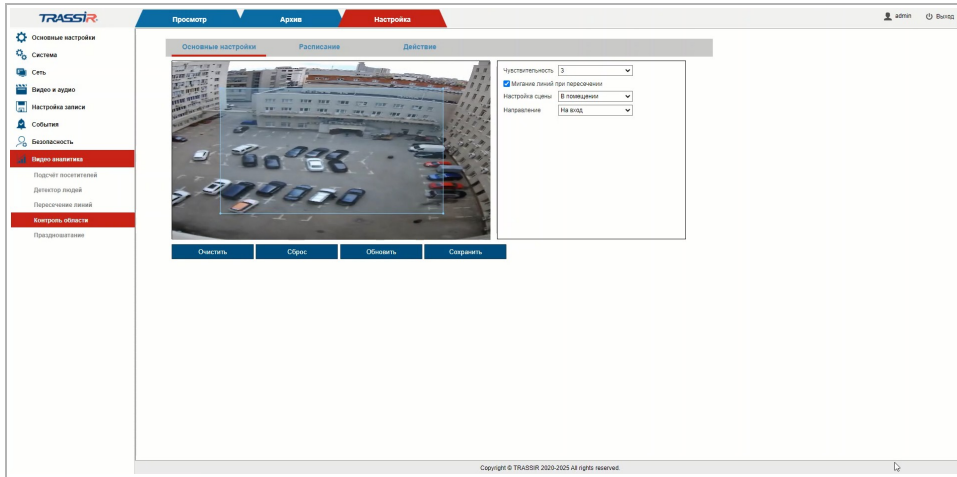 TRASSIR
Просмотр
Архив
Настройка
admin
Выход
Основные настройки
Система
Сеть
Видео и аудио
Настройка записи
События
Безопасность
Видео аналитика
Подсчёт посетителей
Детектор людей
Пересечение линий
Контроль области
Праздношатание
Основные настройки
Расписание
Действие
Чувствительность 3
Мигание линий при пересечении
Настройка сцены В помещении
Направление На вход
Очистить
Сброс
Обновить
Сохранить
Copyright © TRASSIR 2020-2025 All rights reserved.